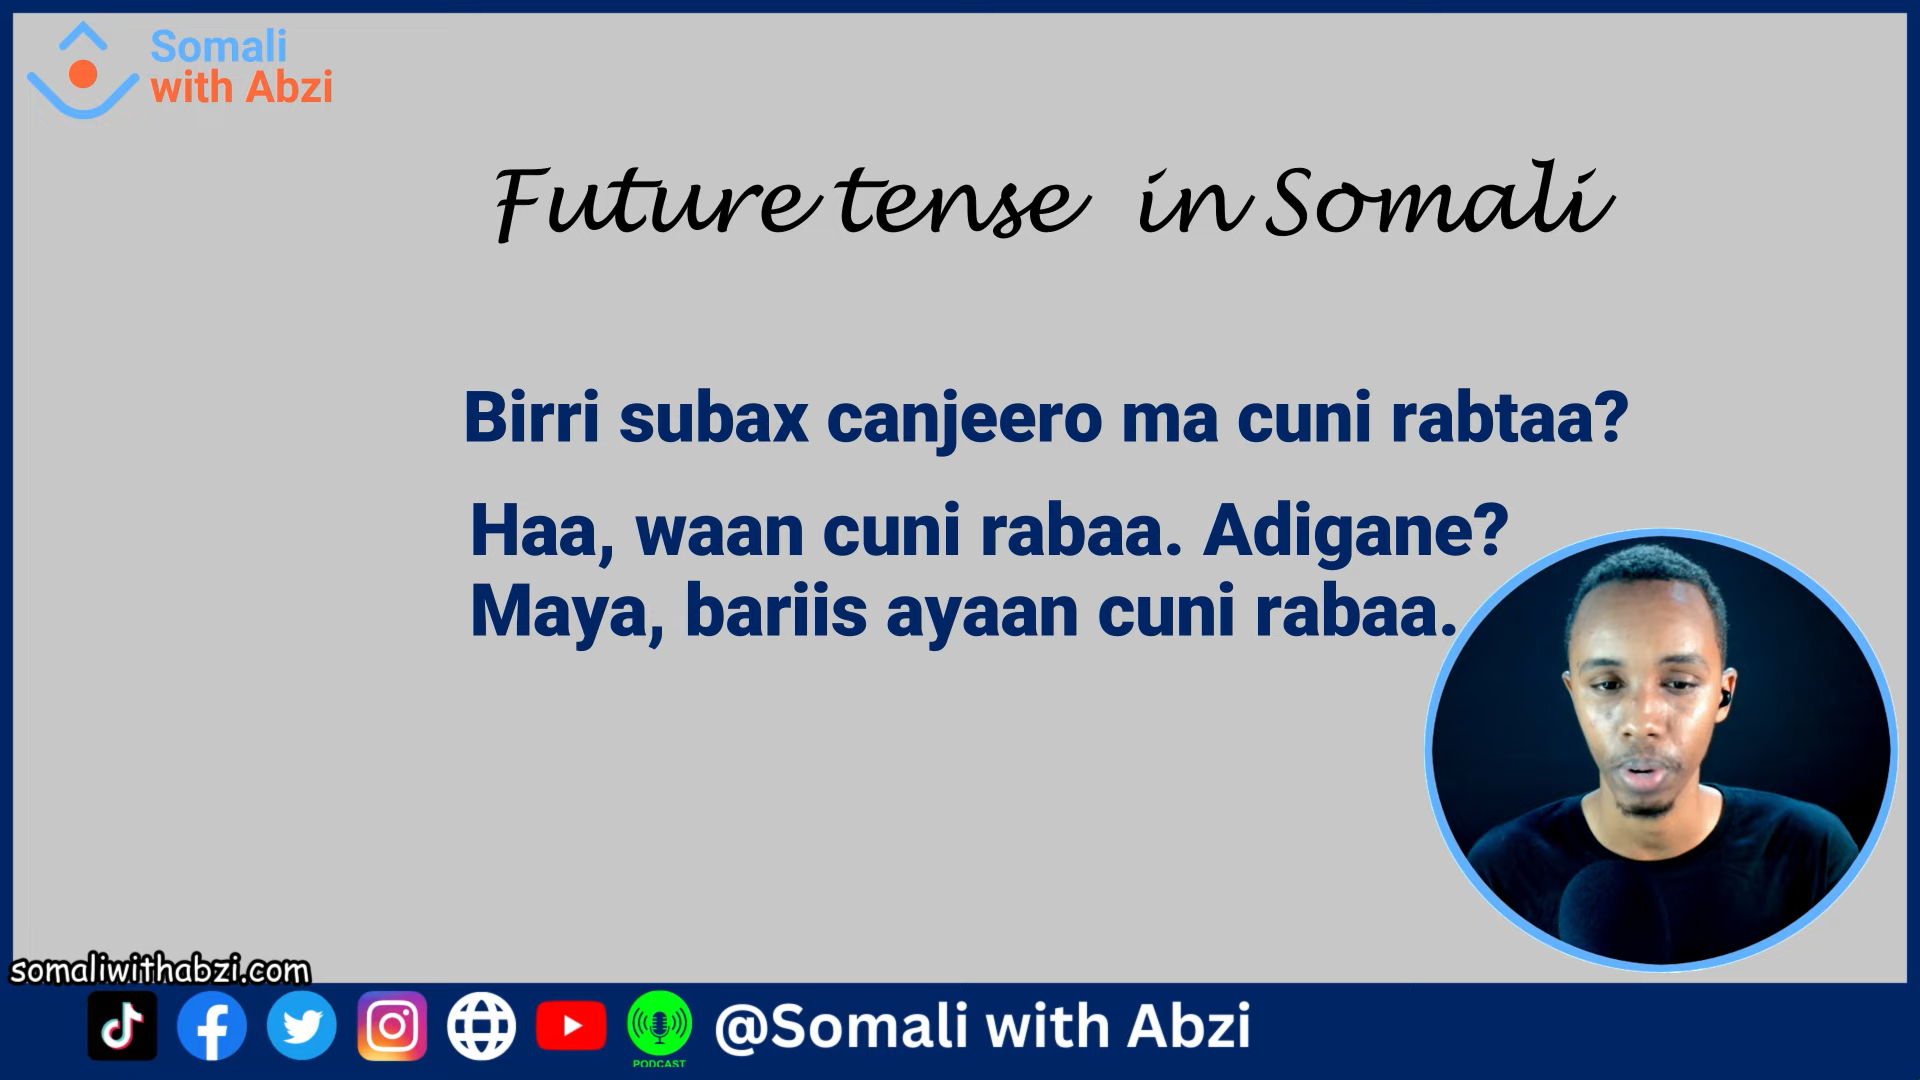 Somali
with Abzi
Future tense in Somali
Birri subax canjeero ma cuni rabtaa?
Haa, waan cuni rabaa. Adigane?
Maya, bariis ayaan cuni rabaa.
somaliwithabzi.com
PODCAST
@Somali with Abzi